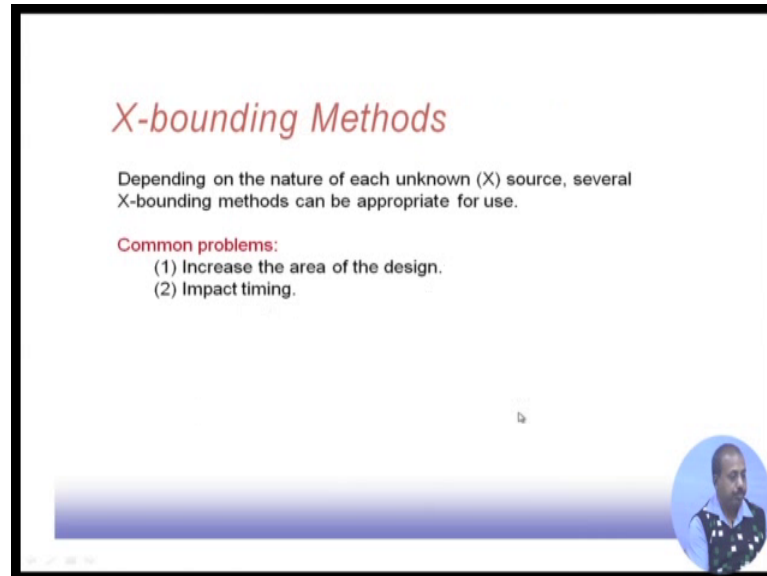 X-bounding Methods
Depending on the nature of each unknown (X) source, several
X-bounding methods can be appropriate for use.
Common problems:
(1) Increase the area of the design.
(2) Impact timing.